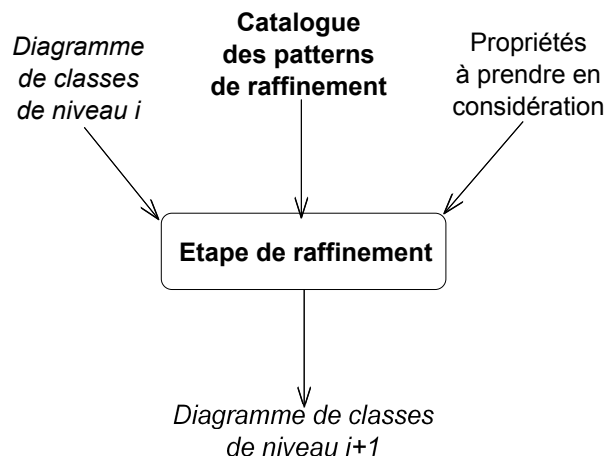 Diagramme
de classes
de niveau i
Catalogue
des patterns
de raffinement
Propriétés
à prendre en
considération
Etape de raffinement
Diagramme de classes
de niveau i+1